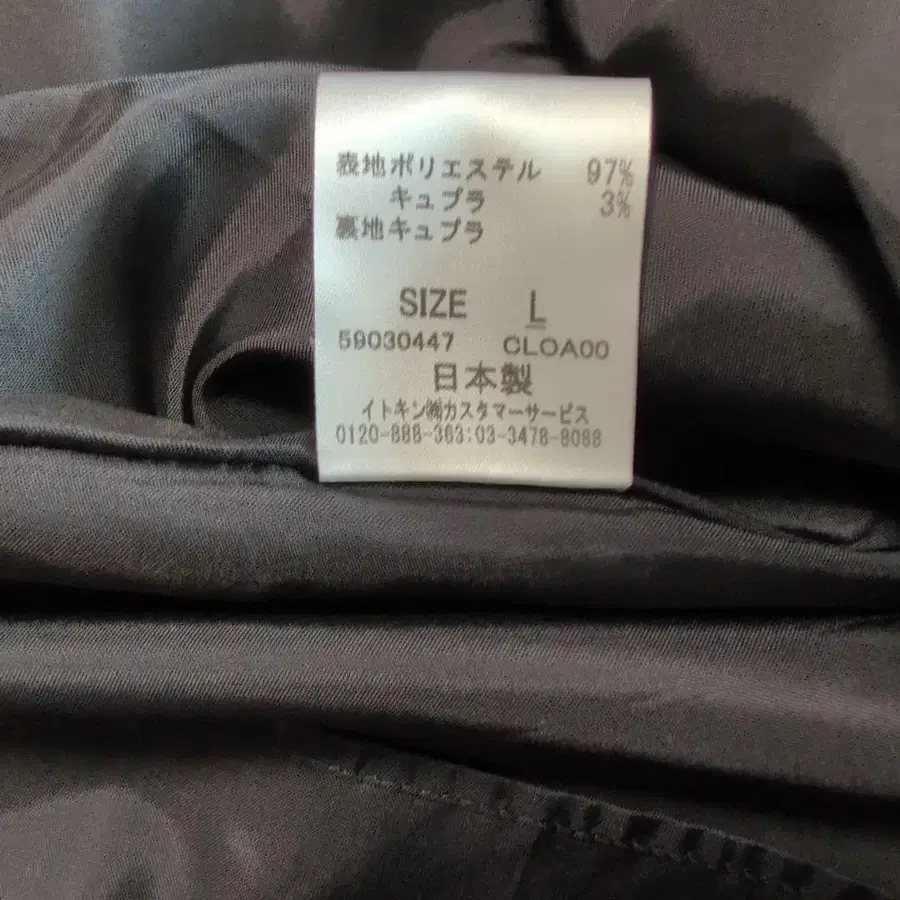 表地ポリエステル 97%
キュプラ 3%
裏地キュプラ
SIZE L
59030447 CLOA00
日本製
イトキン㈱カスタマーサービス
0120-888-363:03-3478-8088